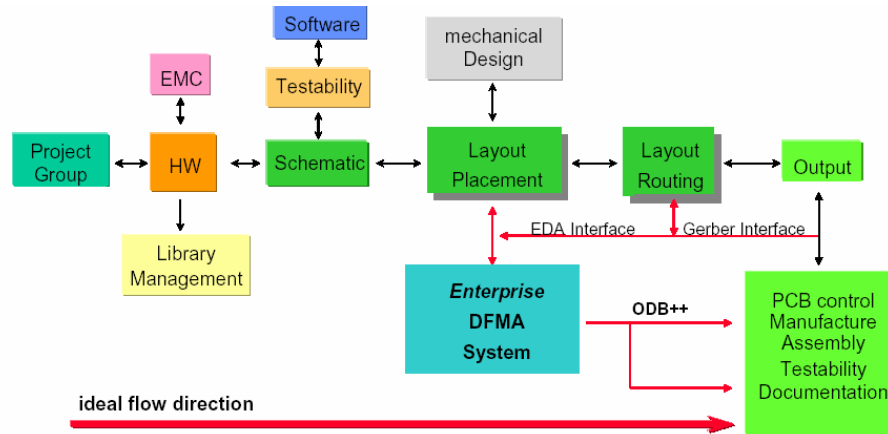 Software
mechanical
Design
EMC
Testability
Project
Group
HW
Schematic
Layout
Placement
Layout
Routing
Output
EDA Interface
Gerber Interface
Library
Management
Enterprise
DFMA
System
ODB++
PCB control
Manufacture
Assembly
Testability
Documentation
ideal flow direction